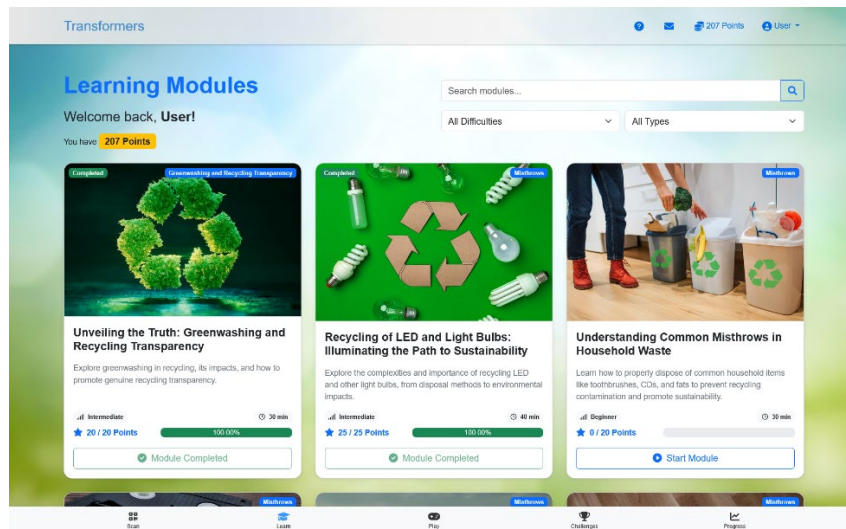 Transformers
207 Points
User
Learning Modules
Search modules...
Welcome back, User!
All Difficulties
All Types
You have 207 Points
Completed
Greenwashing and Recycling Transparency
Unveiling the Truth: Greenwashing and
Recycling Transparency
Explore greenwashing in recycling, its impacts, and how to
promote genuine recycling transparency.
Intermediate
30 min
20 / 20 Points
100.00%
Module Completed
Completed
Misthrows
Recycling of LED and Light Bulbs:
Illuminating the Path to Sustainability
Explore the complexities and importance of recycling LED
and other light bulbs, from disposal methods to environmental
impacts.
Intermediate
40 min
25 / 25 Points
100.00%
Module Completed
Misthrows
Understanding Common Misthrows in
Household Waste
Learn how to properly dispose of common household items
like toothbrushes, CDs, and fats to prevent recycling
contamination and promote sustainability.
Beginner
30 min
0 / 20 Points
Start Module
Misthrows
Misthrows
Misthrows
Scan
Learn
Play
Challenges
Progress